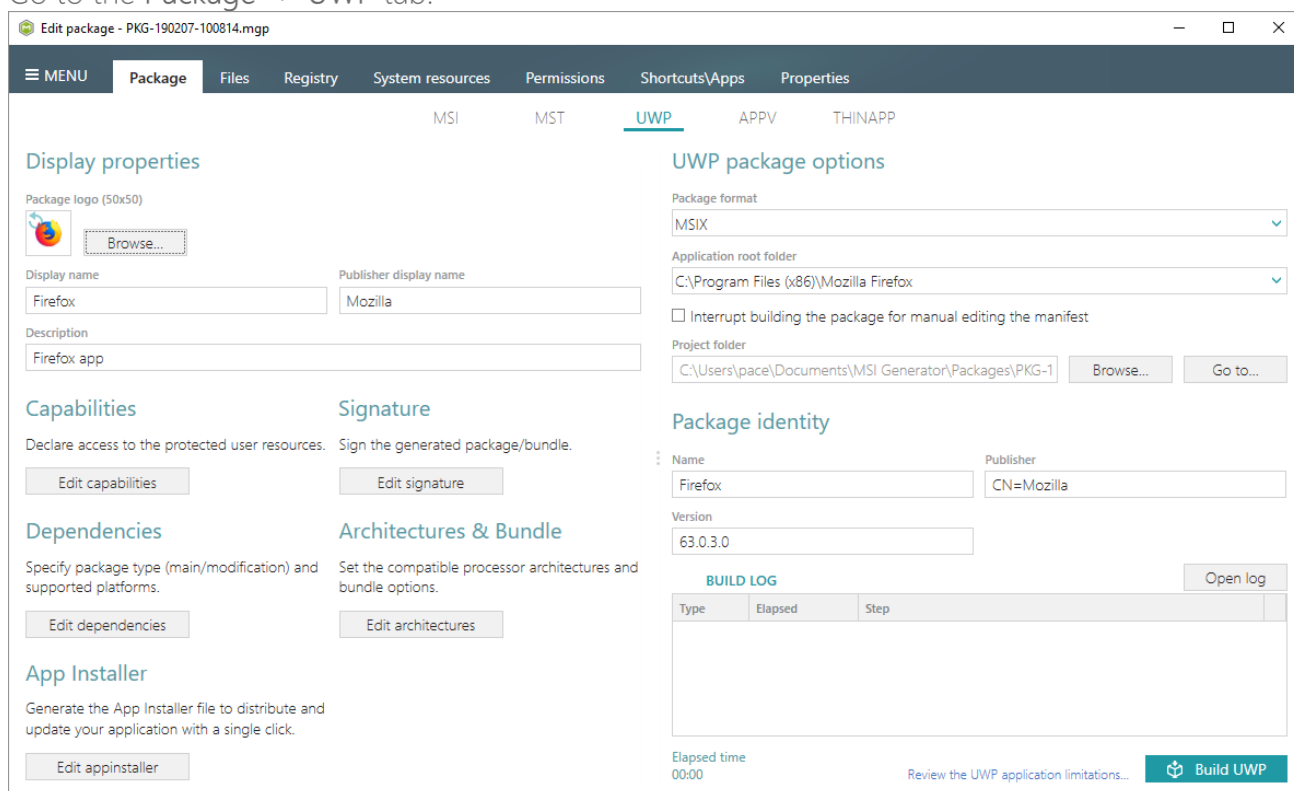 Go to the Package -> UWP tab.
Edit package - PKG-190207-100814.mgp
MENU Package Files Registry System resources Permissions Shortcuts\Apps Properties
MSI MST UWP APPV THINAPP
Display properties
Package logo (50x50)
Browse...
Display name
Publisher display name
Firefox
Mozilla
Description
Firefox app
Capabilities
Declare access to the protected user resources.
Edit capabilities
Signature
Sign the generated package/bundle.
Edit signature
Dependencies
Specify package type (main/modification) and
supported platforms.
Edit dependencies
Architectures & Bundle
Set the compatible processor architectures and
bundle options.
Edit architectures
App Installer
Generate the App Installer file to distribute and
update your application with a single click.
Edit appinstaller
UWP package options
Package format
MSIX
Application root folder
C:\Program Files (x86)\Mozilla Firefox
Interrupt building the package for manual editing the manifest
Project folder
C:\Users\pace\Documents\MSI Generator\Packages\PKG-1
Browse...
Go to...
Package identity
Name
Publisher
Firefox
CN=Mozilla
Version
63.0.3.0
BUILD LOG
Open log
Type Elapsed Step
Elapsed time
00:00
Review the UWP application limitations...
Build UWP